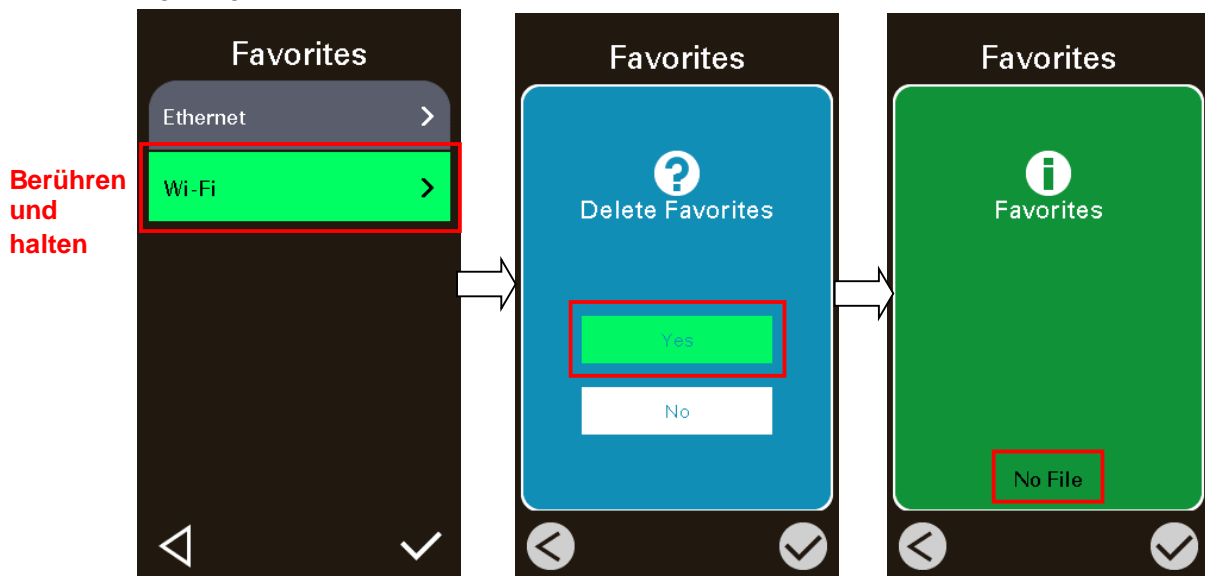 Berühren
und
halten
Favorites
Ethernet
Wi-Fi
Favorites
Delete Favorites
Yes
No
Favorites
Favorites
No File